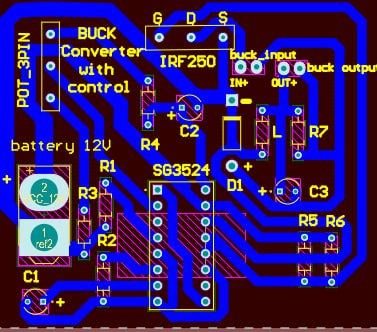 G D S
POT_3PIN
BUCK
Converter
with
control
IRF250
buck_input
buck output
IN+ OUT+
C2
R4
L R7
battery 12V
+
R1
SG3524
D1
C3
R3
2
1
ref2
R2
R5 R6
C1